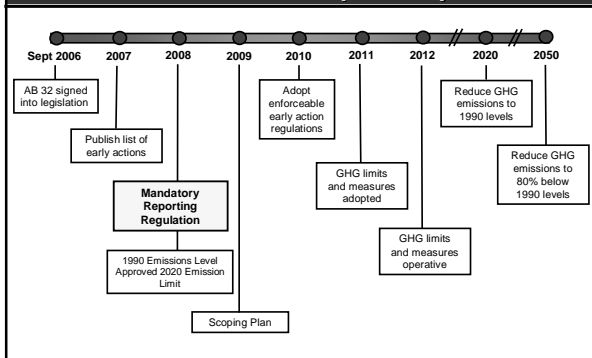 Sept 2006 2007 2008 2009 2010 2011 2012 2020 2050
AB 32 signed
into legislation
Publish list of
early actions
Mandatory
Reporting
Regulation
1990 Emissions Level
Approved 2020 Emission
Limit
Scoping Plan
Adopt
enforceable
early action
regulations
GHG limits
and measures
adopted
GHG limits
and measures
operative
Reduce GHG
emissions to
1990 levels
Reduce GHG
emissions to
80% below
1990 levels